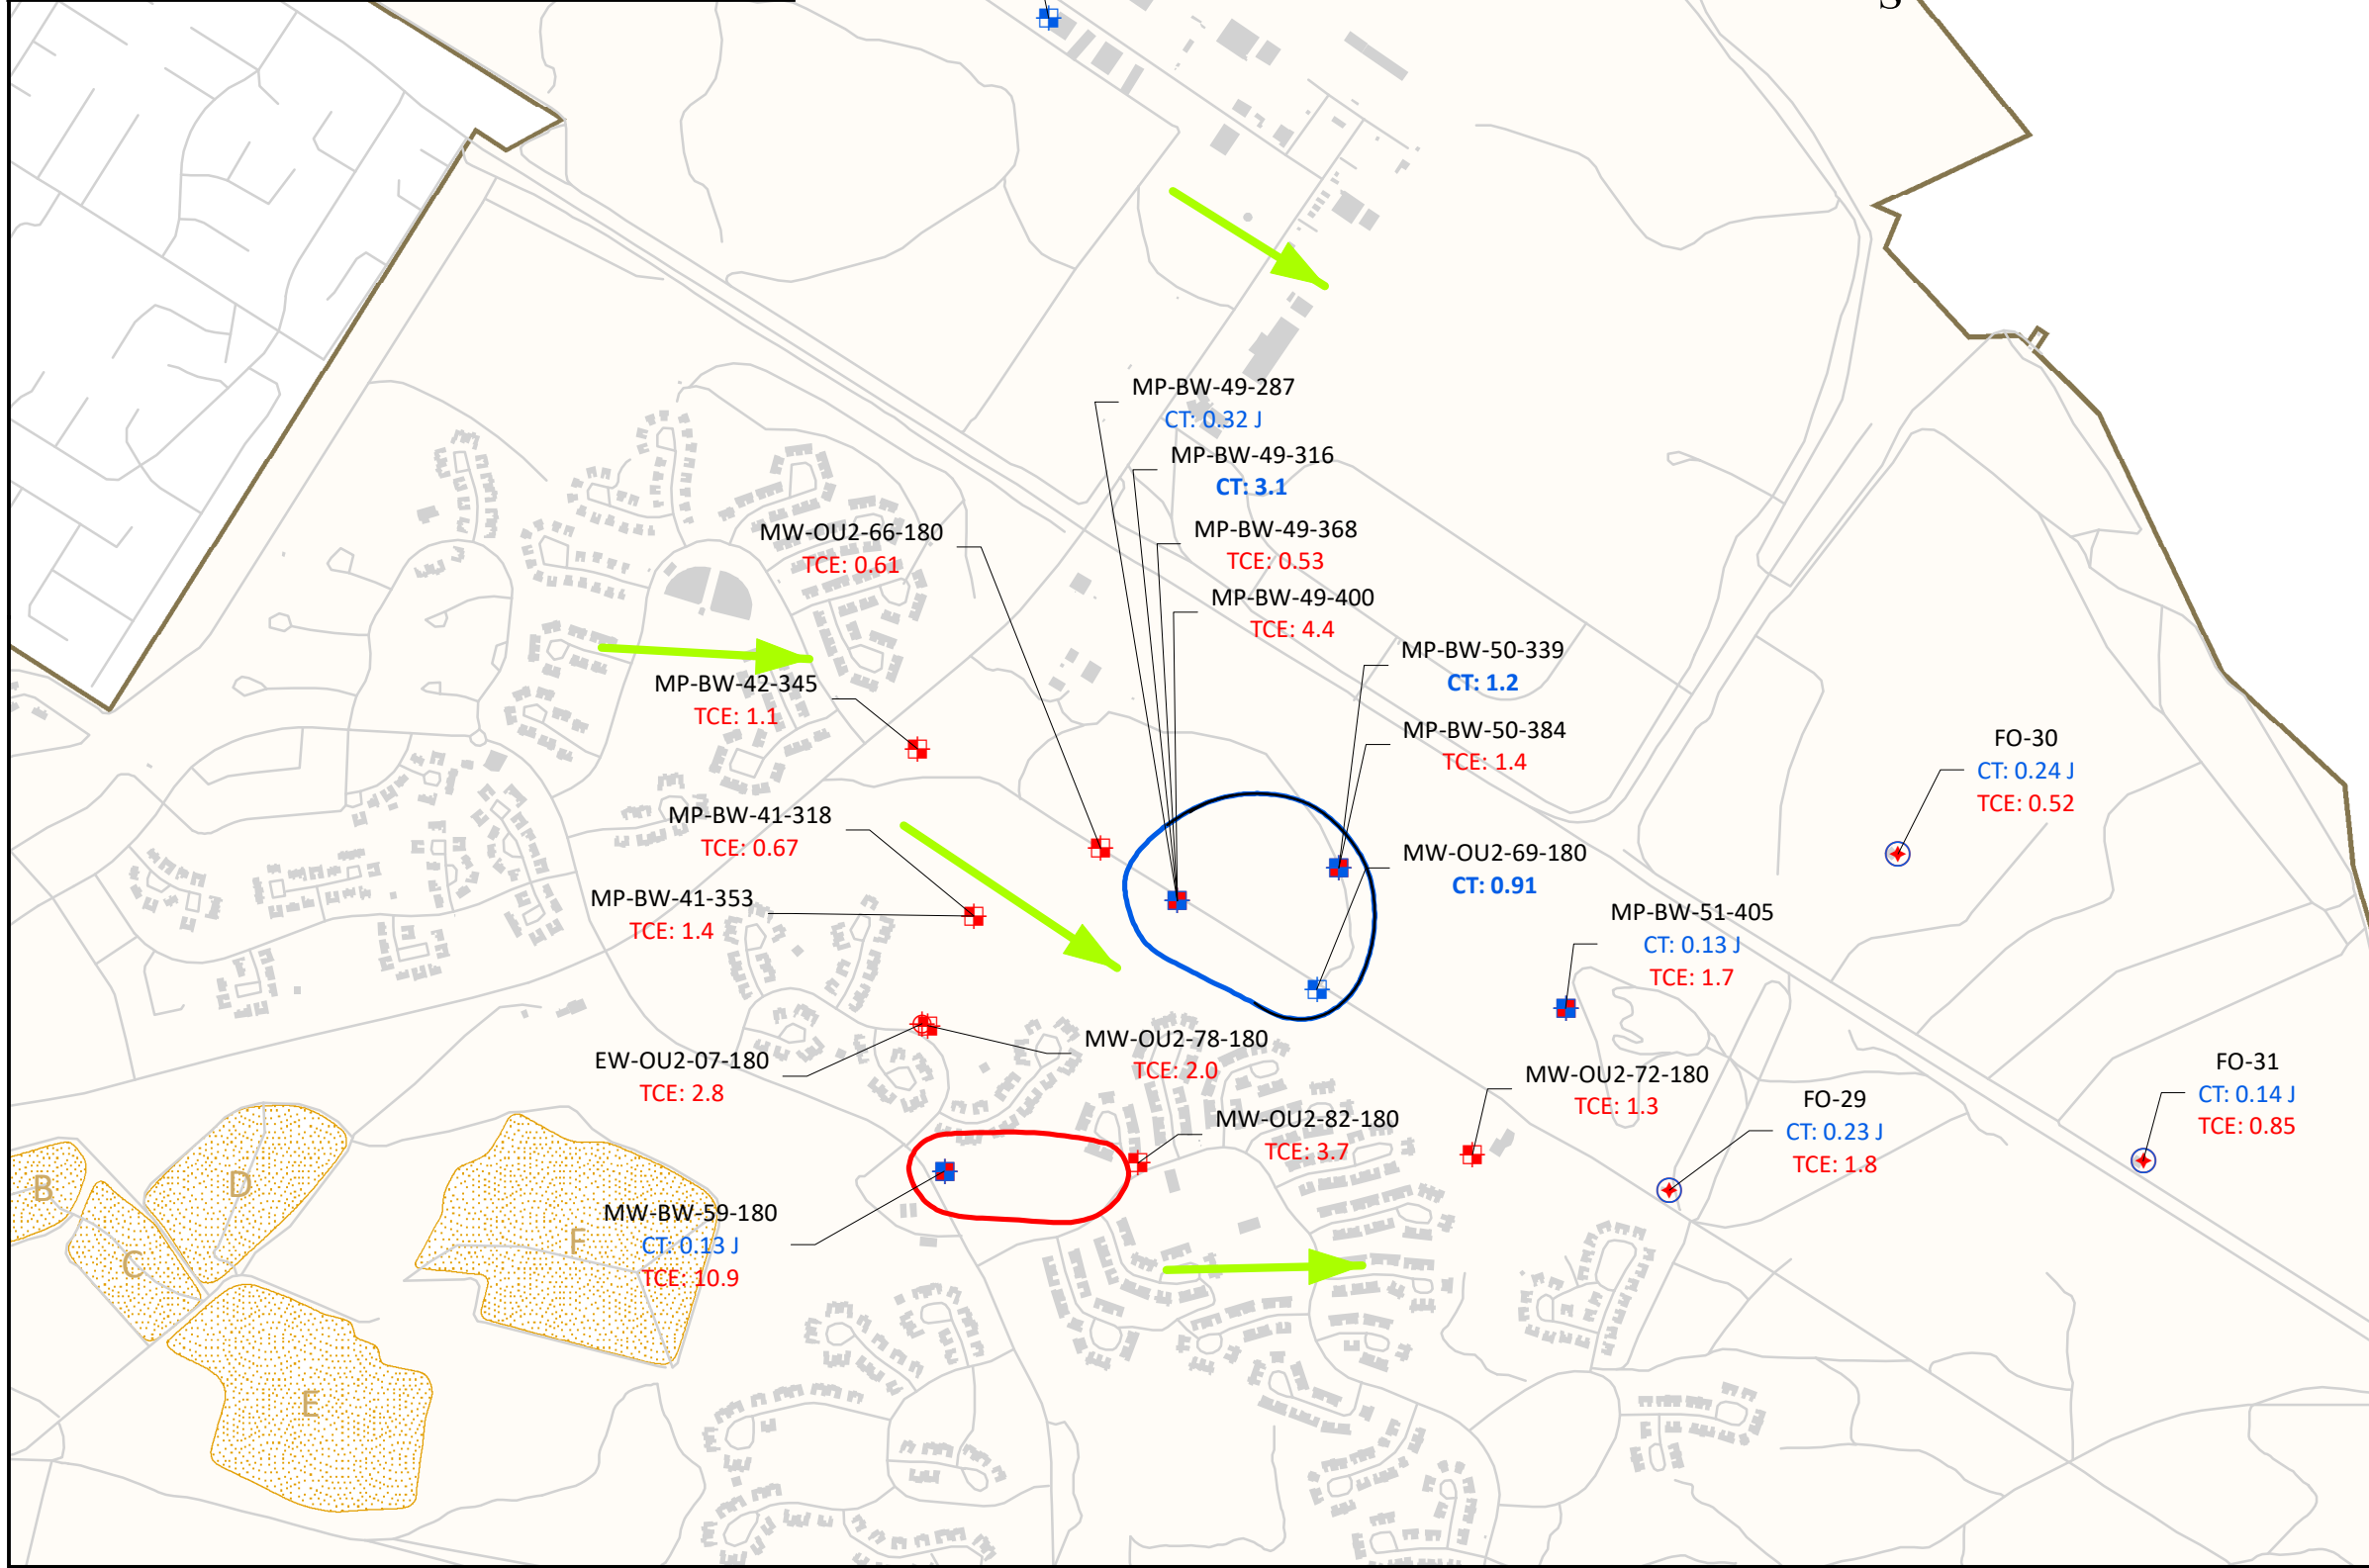 S
MP-BW-49-287
CT: 0.32 J
MP-BW-49-316
CT: 3.1
MP-BW-49-368
TCE: 0.53
MP-BW-49-400
TCE: 4.4
MW-OU2-66-180
TCE: 0.61
MP-BW-50-339
CT: 1.2
MP-BW-42-345
TCE: 1.1
MP-BW-50-384
TCE: 1.4
FO-30
CT: 0.24 J
TCE: 0.52
MP-BW-41-318
TCE: 0.67
MW-OU2-69-180
CT: 0.91
MP-BW-41-353
TCE: 1.4
MP-BW-51-405
CT: 0.13 J
TCE: 1.7
EW-OU2-07-180
TCE: 2.8
MW-OU2-78-180
TCE: 2.0
MW-OU2-72-180
TCE: 1.3
FO-31
CT: 0.14 J
TCE: 0.85
FO-29
CT: 0.23 J
TCE: 1.8
MW-OU2-82-180
TCE: 3.7
MW-BW-59-180
CT: 0.13 J
TCE: 10.9
B
D
C
F
E